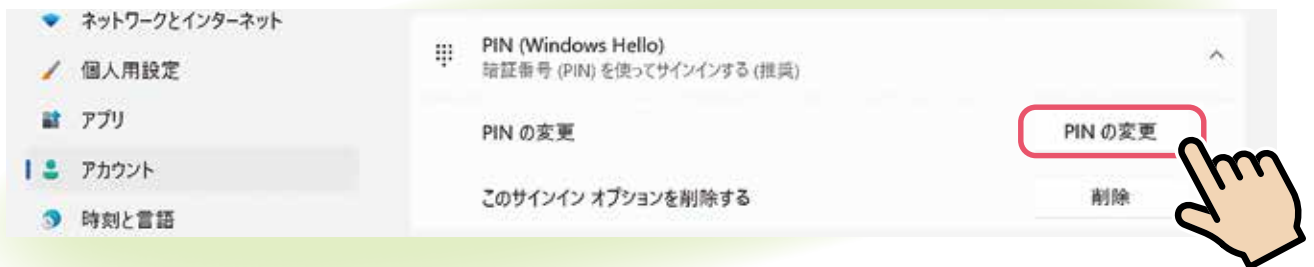 ネットワークとインターネット
個人用設定
アプリ
アカウント
時刻と言語
PIN (Windows Hello)
暗証番号 (PIN) を使ってサインインする (推奨)
PIN の変更
PIN の変更
このサインイン オプションを削除する
削除